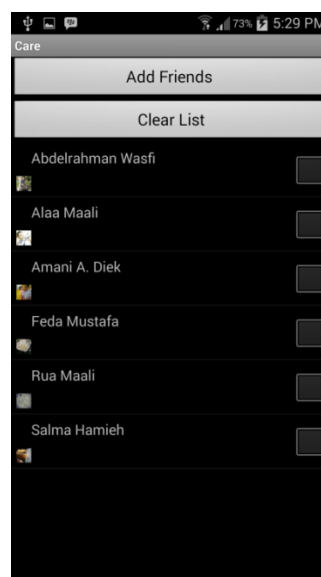 73% 5:29 PM
Care
Add Friends
Clear List
Abdelrahman Wasfi
Alaa Maali
Amani A. Diek
Feda Mustafa
Rua Maali
Salma Hamieh